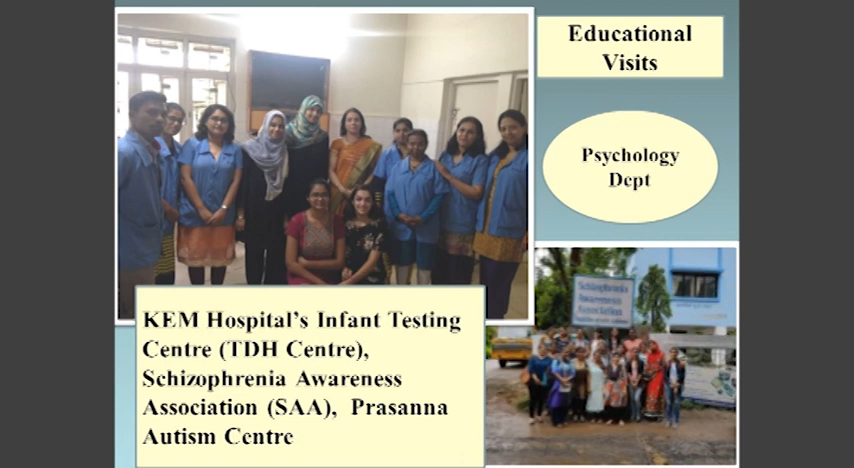 Educational
Visits
Psychology
Dept
Schizophrenia
Awareness
Association
KEM Hospital's Infant Testing
Centre (TDH Centre),
Schizophrenia Awareness
Association (SAA), Prasanna
Autism Centre